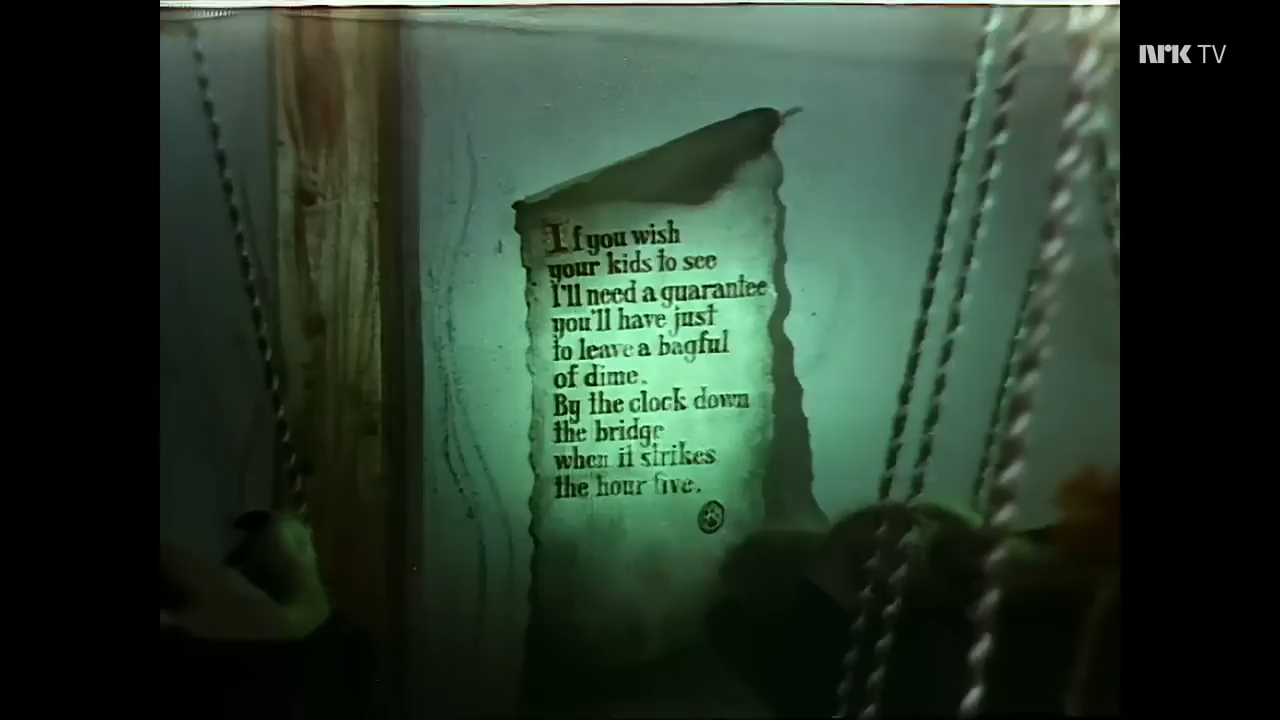 nrk TV
If you wish
your kids to see
I'll need a guarantee
you'll have just
to leave a bagful
of dime.
By the clock down
the bridge
when it strikes
the hour five.